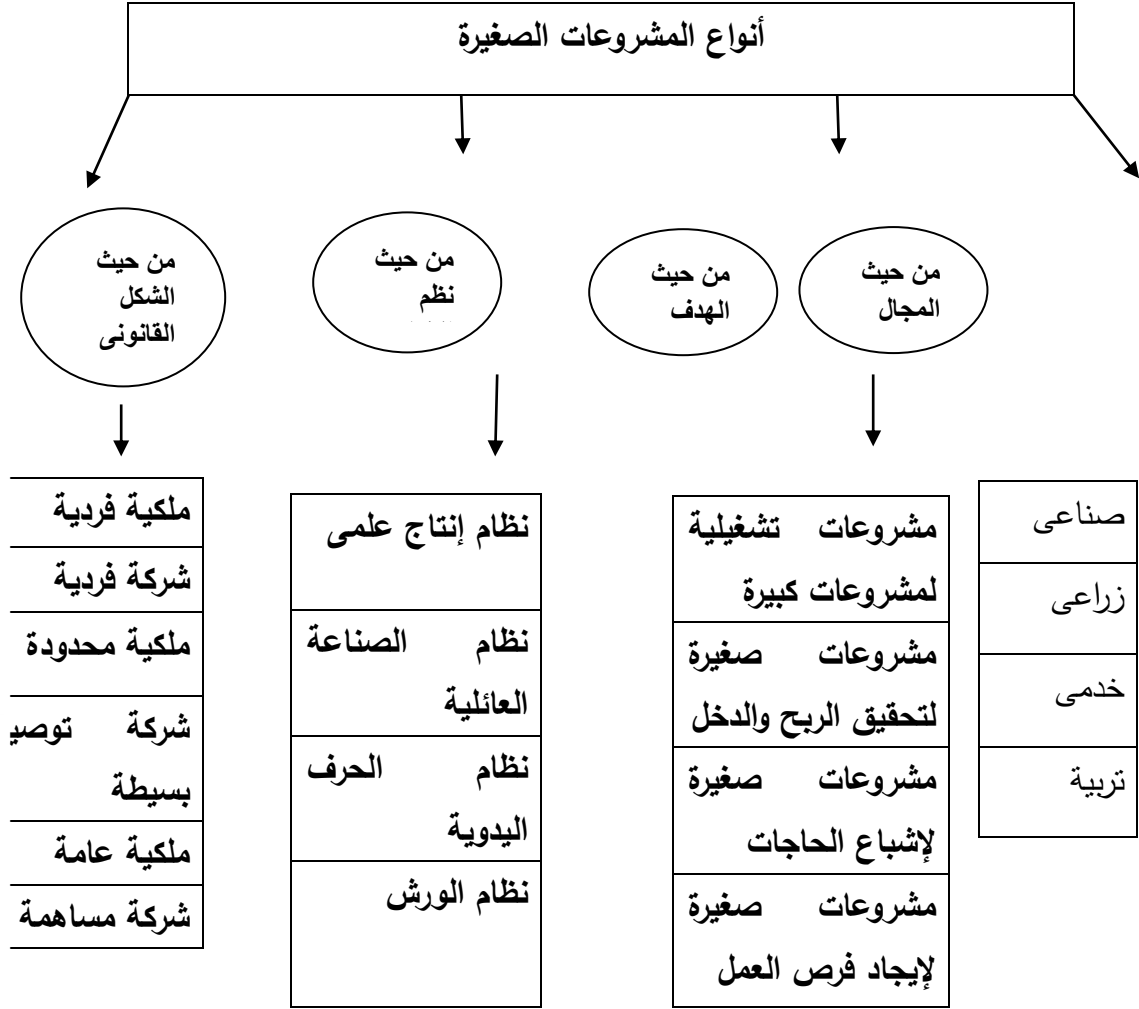 أنواع المشروعات الصغيرة
من حيث
المجال
من حيث
الهدف
من حيث
نظم
من حيث
الشكل
القانونى
صناعى
زراعى
خدمى
تربية
مشروعات تشغيلية
لمشروعات كبيرة
مشروعات صغيرة
لتحقيق الربح والدخل
مشروعات صغيرة
لإشباع الحاجات
مشروعات صغيرة
لإيجاد فرص العمل
نظام إنتاج علمى
نظام الصناعة
العائلية
نظام الحرف
اليدوية
نظام الورش
ملكية فردية
شركة فردية
ملكية محدودة
شركة توصي
بسيطة
ملكية عامة
شركة مساهمة